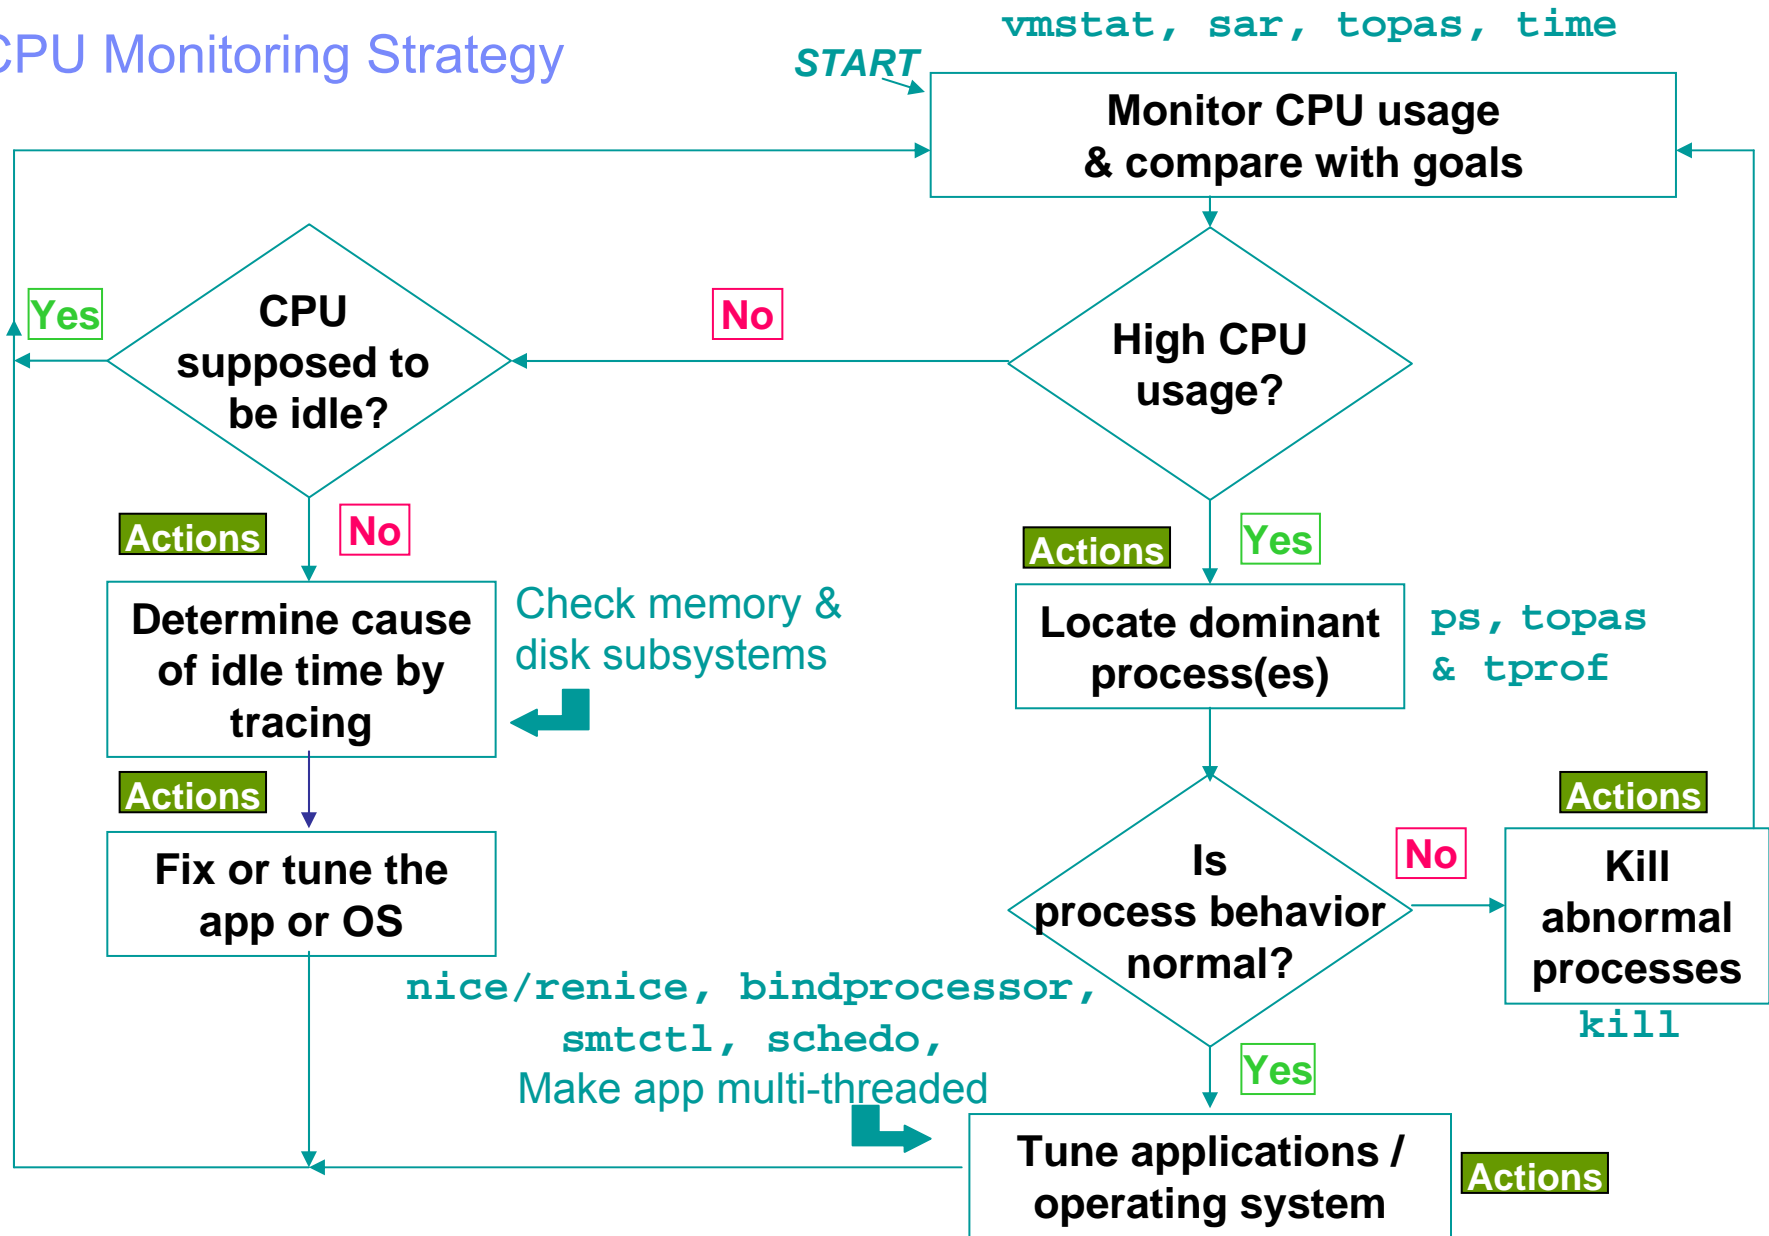 CPU Monitoring Strategy
vmstat, sar, topas, time
START
Monitor CPU usage
& compare with goals
Yes
CPU
supposed to
be idle?
No
High CPU
usage?
Actions
No
Actions
Yes
Determine cause
of idle time by
tracing
Check memory &
disk subsystems
Locate dominant
process(es)
ps, topas
& tprof
Actions
Fix or tune the
app or OS
Is
process behavior
normal?
No
Actions
Kill
abnormal
processes
kill
nice/renice, bindprocessor,
smtctl, schedo,
Make app multi-threaded
Yes
Tune applications /
operating system
Actions